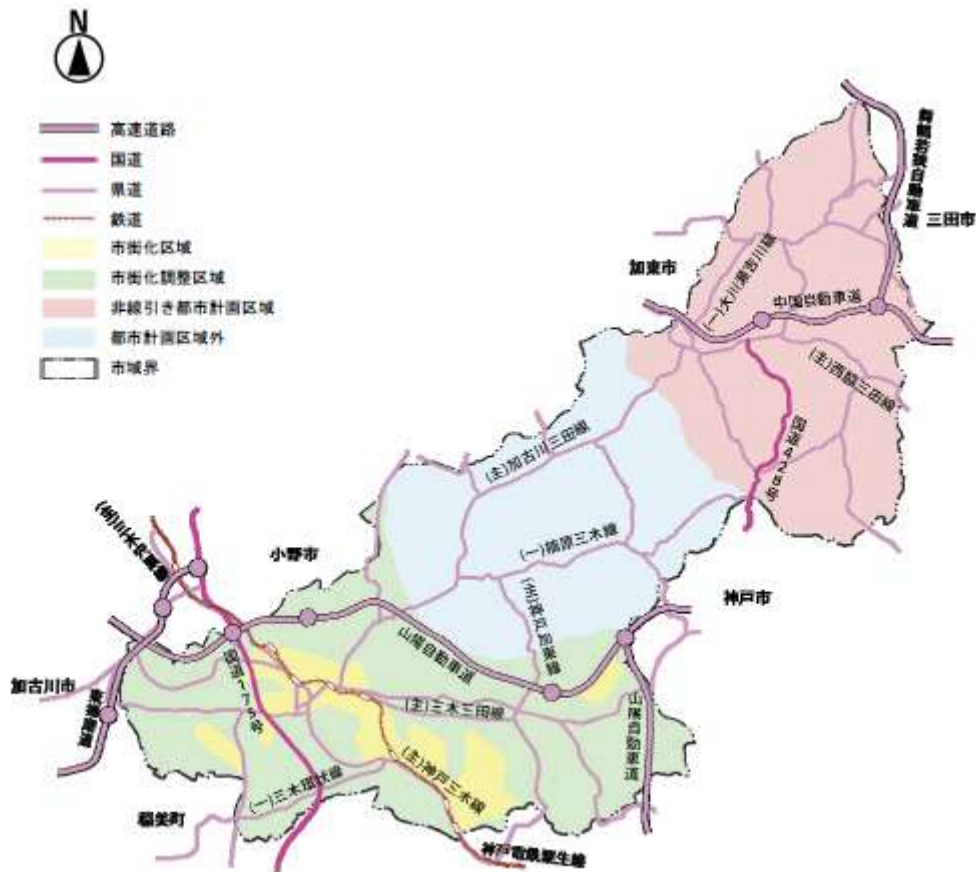 N
高速道路
国道
県道
鉄道
市街化区域
市街化調整区域
非線引き都市計画区域
都市計画区域外
市域界
舞鶴若狭自動車道
三田市
加東市
(一)大川瀬吉川線
中国自動車道
(主)西脇三田線
国道428号
(主)加古川三田線
小野市
神戸市
山陽自動車道
加古川市
国道175号
(主)三木三田線
山陽自動車道
(主)神戸三木線
(一)三木環状線
稲美町
神戸電鉄粟生線